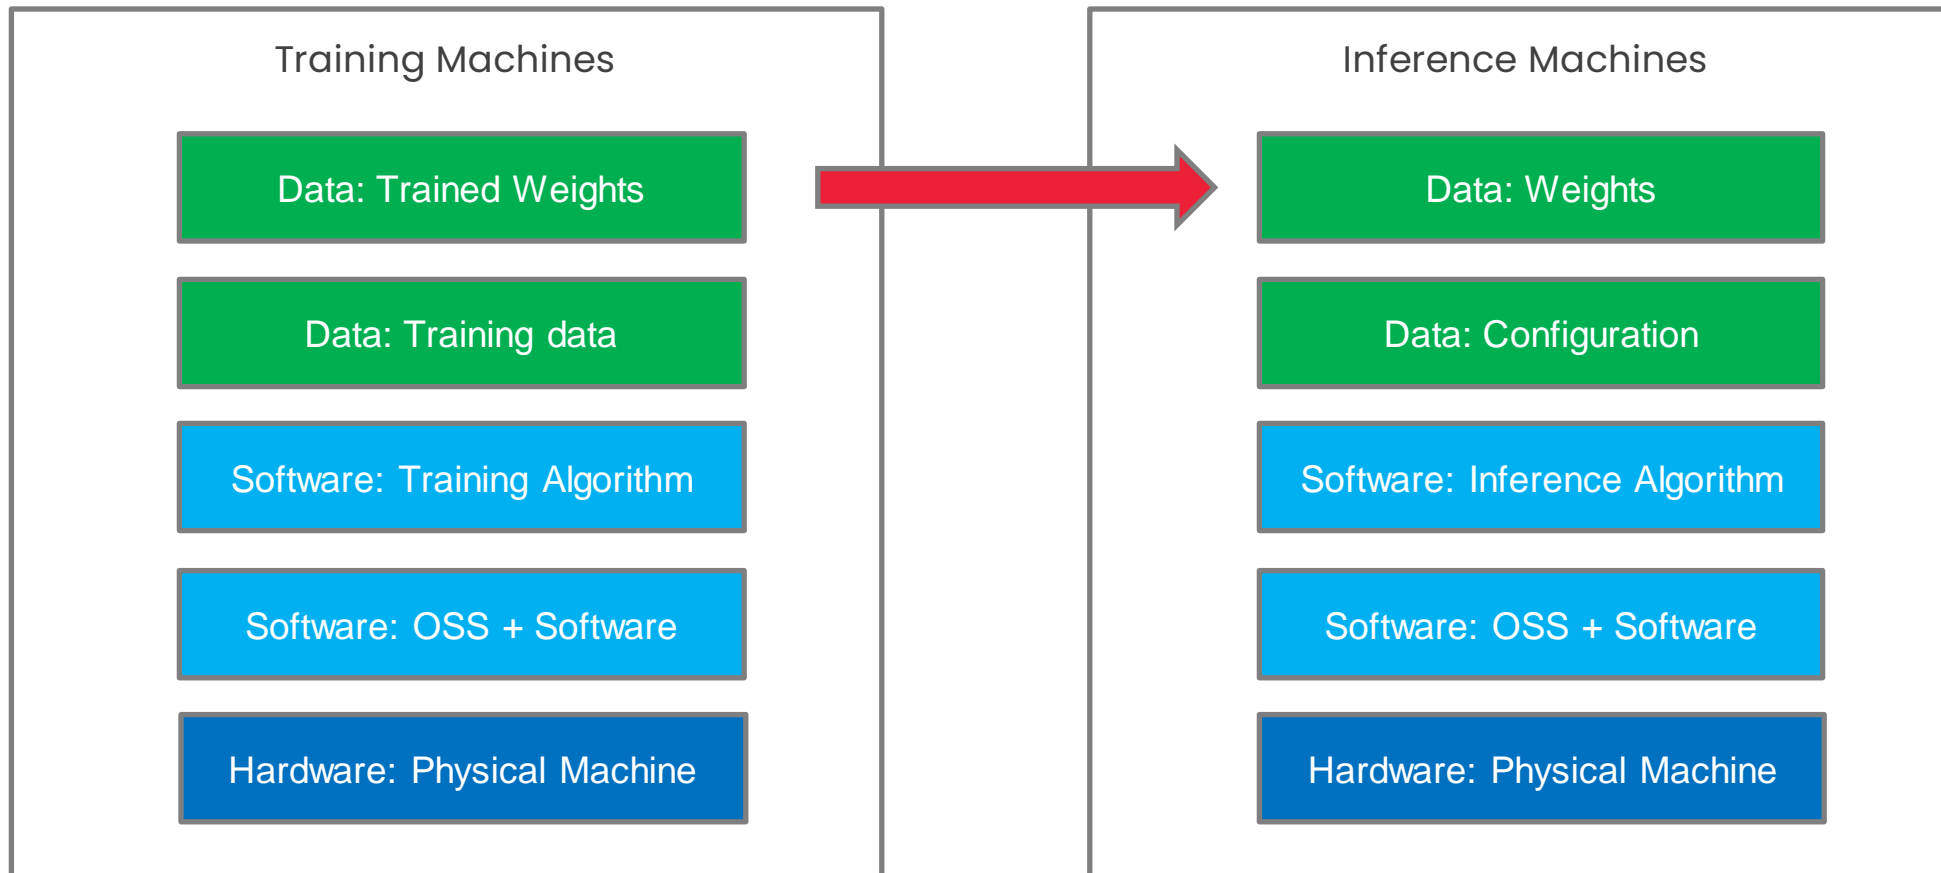 Training Machines
Data: Trained Weights
Data: Training data
Software: Training Algorithm
Software: OSS + Software
Hardware: Physical Machine
Inference Machines
Data: Weights
Data: Configuration
Software: Inference Algorithm
Software: OSS + Software
Hardware: Physical Machine